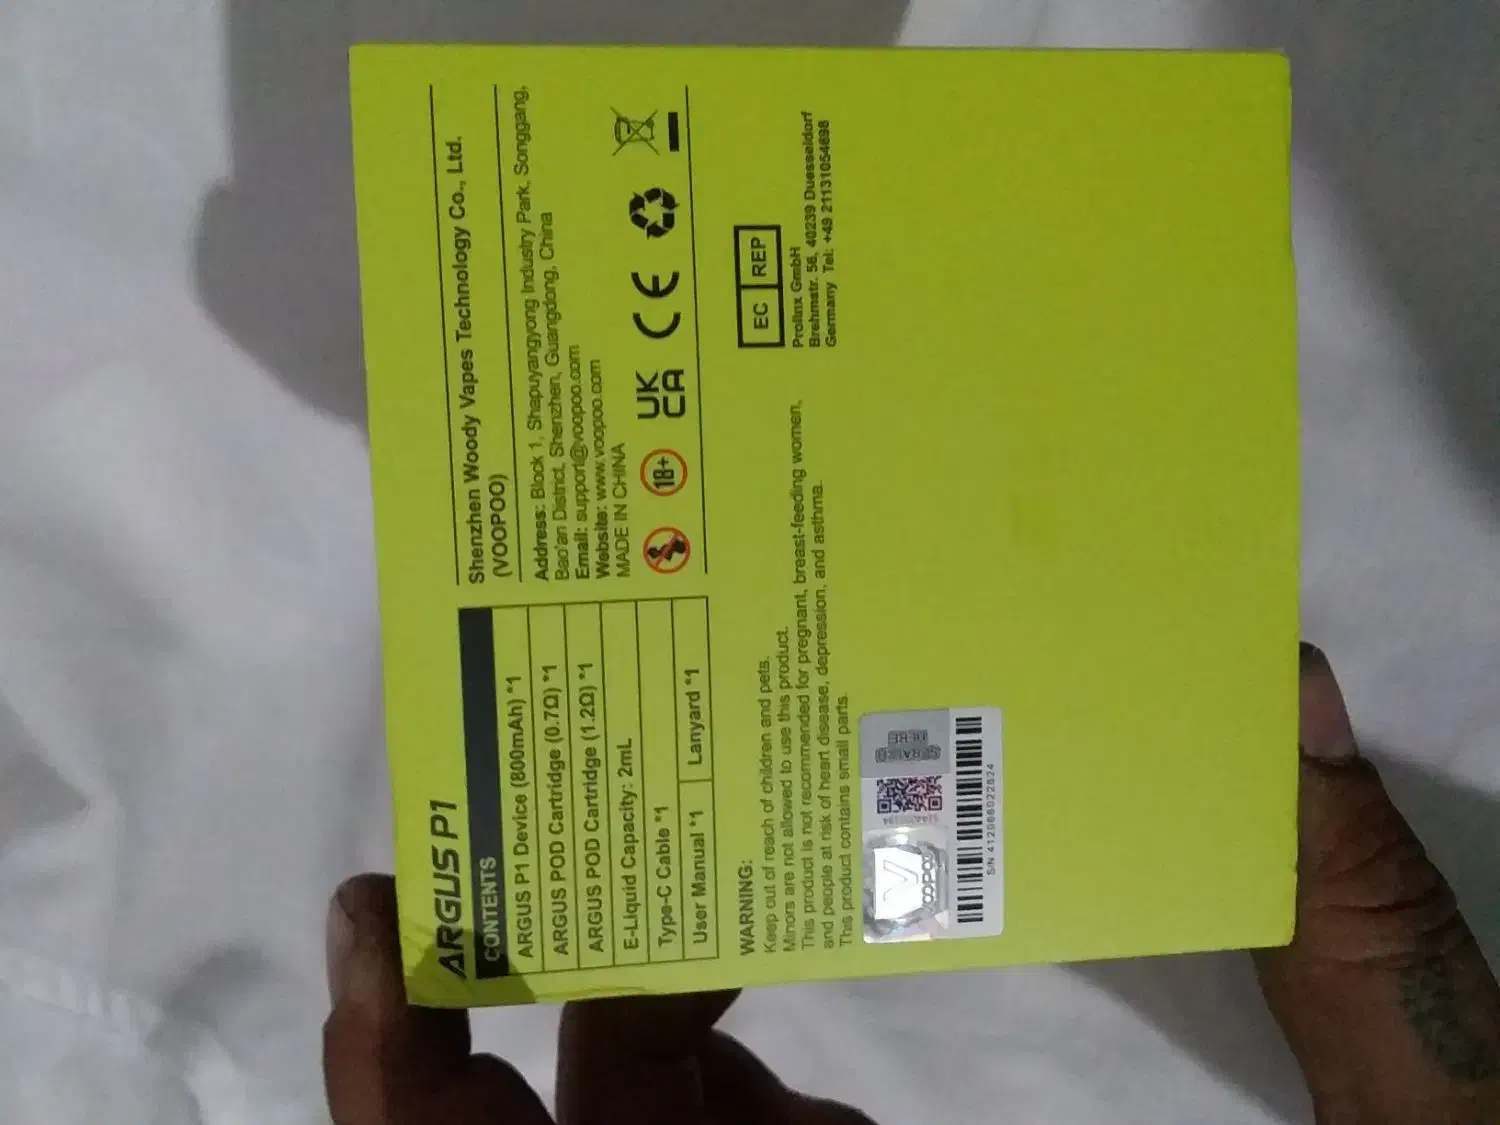 ARGUS P1
CONTENTS
ARGUS P1 Device (800mAh) *1
ARGUS POD Cartridge (0.7Ω) *1
ARGUS POD Cartridge (1.2Ω) *1
E-Liquid Capacity: 2mL
Type-C Cable *1
User Manual *1
Lanyard *1
Shenzhen Woody Vapes Technology Co., Ltd.
(VOOPOO)
Address: Block 1, Shapuyangyong Industry Park, Songgang,
Bao'an District, Shenzhen, Guangdong, China
Email: support@voopoo.com
Website: www.voopoo.com
MADE IN CHINA
18+
UK
CA
CE
WARNING:
Keep out of reach of children and pets.
Minors are not allowed to use this product.
This product is not recommended for pregnant, breast-feeding women,
and people at risk of heart disease, depression, and asthma.
This product contains small parts.
EC REP
Prolinx GmbH
Brehmstr. 56, 40239 Duesseldorf
Germany Tel: +49 21131054698
VOOPOO
HERE
S/N 412066022624